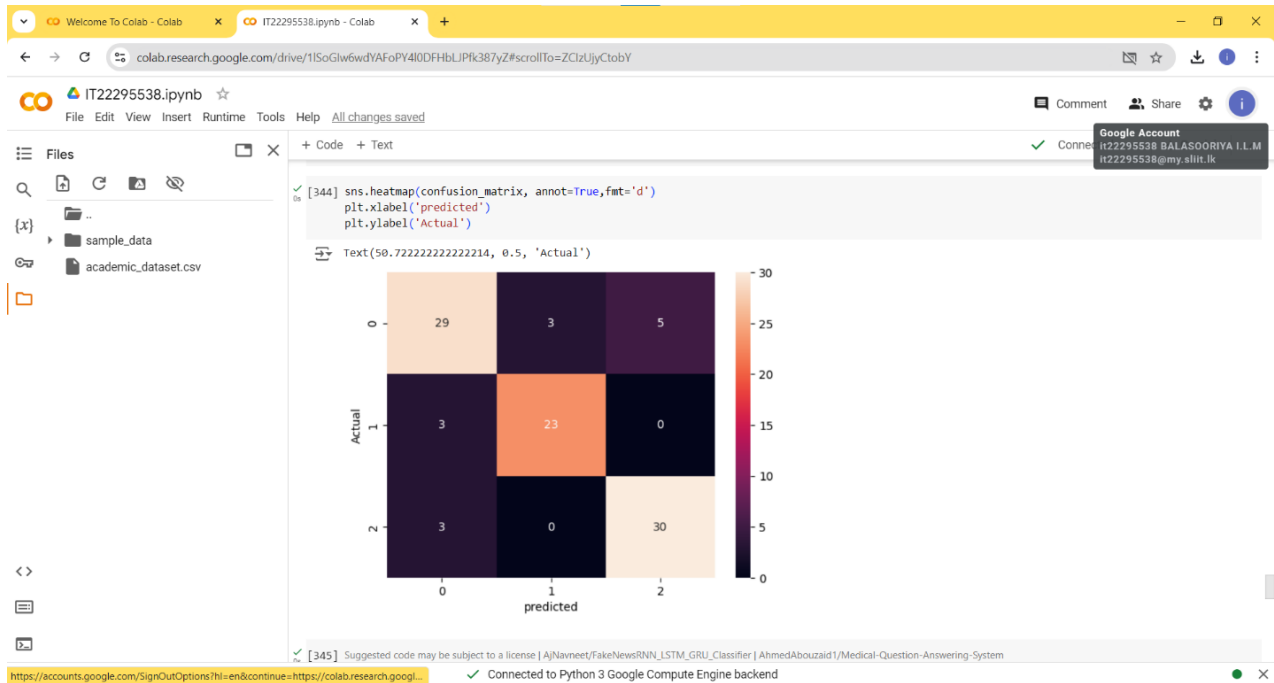 Welcome To Colab - Colab
IT22295538.ipynb - Colab
colab.research.google.com/drive/1lSoGlw6wdYAFoPY4l0DFHbLJPfk387yZ#scrollTo=ZClzUjyCtobY
IT22295538.ipynb
File Edit View Insert Runtime Tools Help All changes saved
Comment
Share
i
Google Account
it22295538 BALASOORIYA I.L.M
it22295538@my.sliit.lk
Files
+ Code + Text
Connec
..
sample_data
academic_dataset.csv
{x}
[344] sns.heatmap(confusion_matrix, annot=True,fmt='d')
0s
plt.xlabel('predicted')
plt.ylabel('Actual')
Text(50.722222222222214, 0.5, 'Actual')
Actual
0 29 3 5
1 3 23 0
2 3 0 30
0 1 2
predicted
30
25
20
15
10
5
0
[345] Suggested code may be subject to a license | AjNavneet/FakeNewsRNN_LSTM_GRU_Classifier | AhmedAbouzaid1/Medical-Question-Answering-System
https://accounts.google.com/SignOutOptions?hl=en&continue=https://colab.research.googl...
Connected to Python 3 Google Compute Engine backend